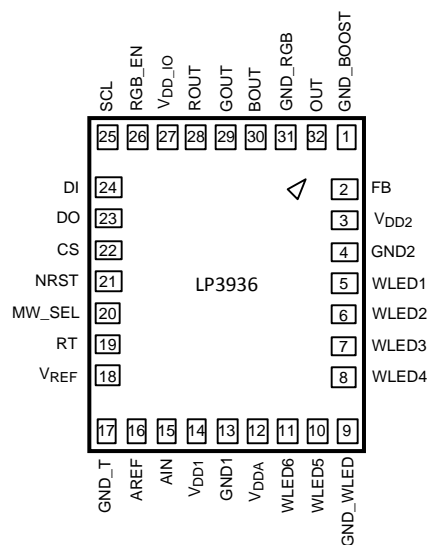 SCL
RGB_EN
VDD_IO
ROUT
GOUT
BOUT
GND_RGB
OUT
GND_BOOST
25 26 27 28 29 30 31 32 1
DI 24
DO 23
CS 22
NRST 21
MW_SEL 20
RT 19
VREF 18
LP3936
2 FB
3 VDD2
4 GND2
5 WLED1
6 WLED2
7 WLED3
8 WLED4
17 16 15 14 13 12 11 10 9
GND_T
AREF
AIN
VDD1
GND1
VDDA
WLED6
WLED5
GND_WLED